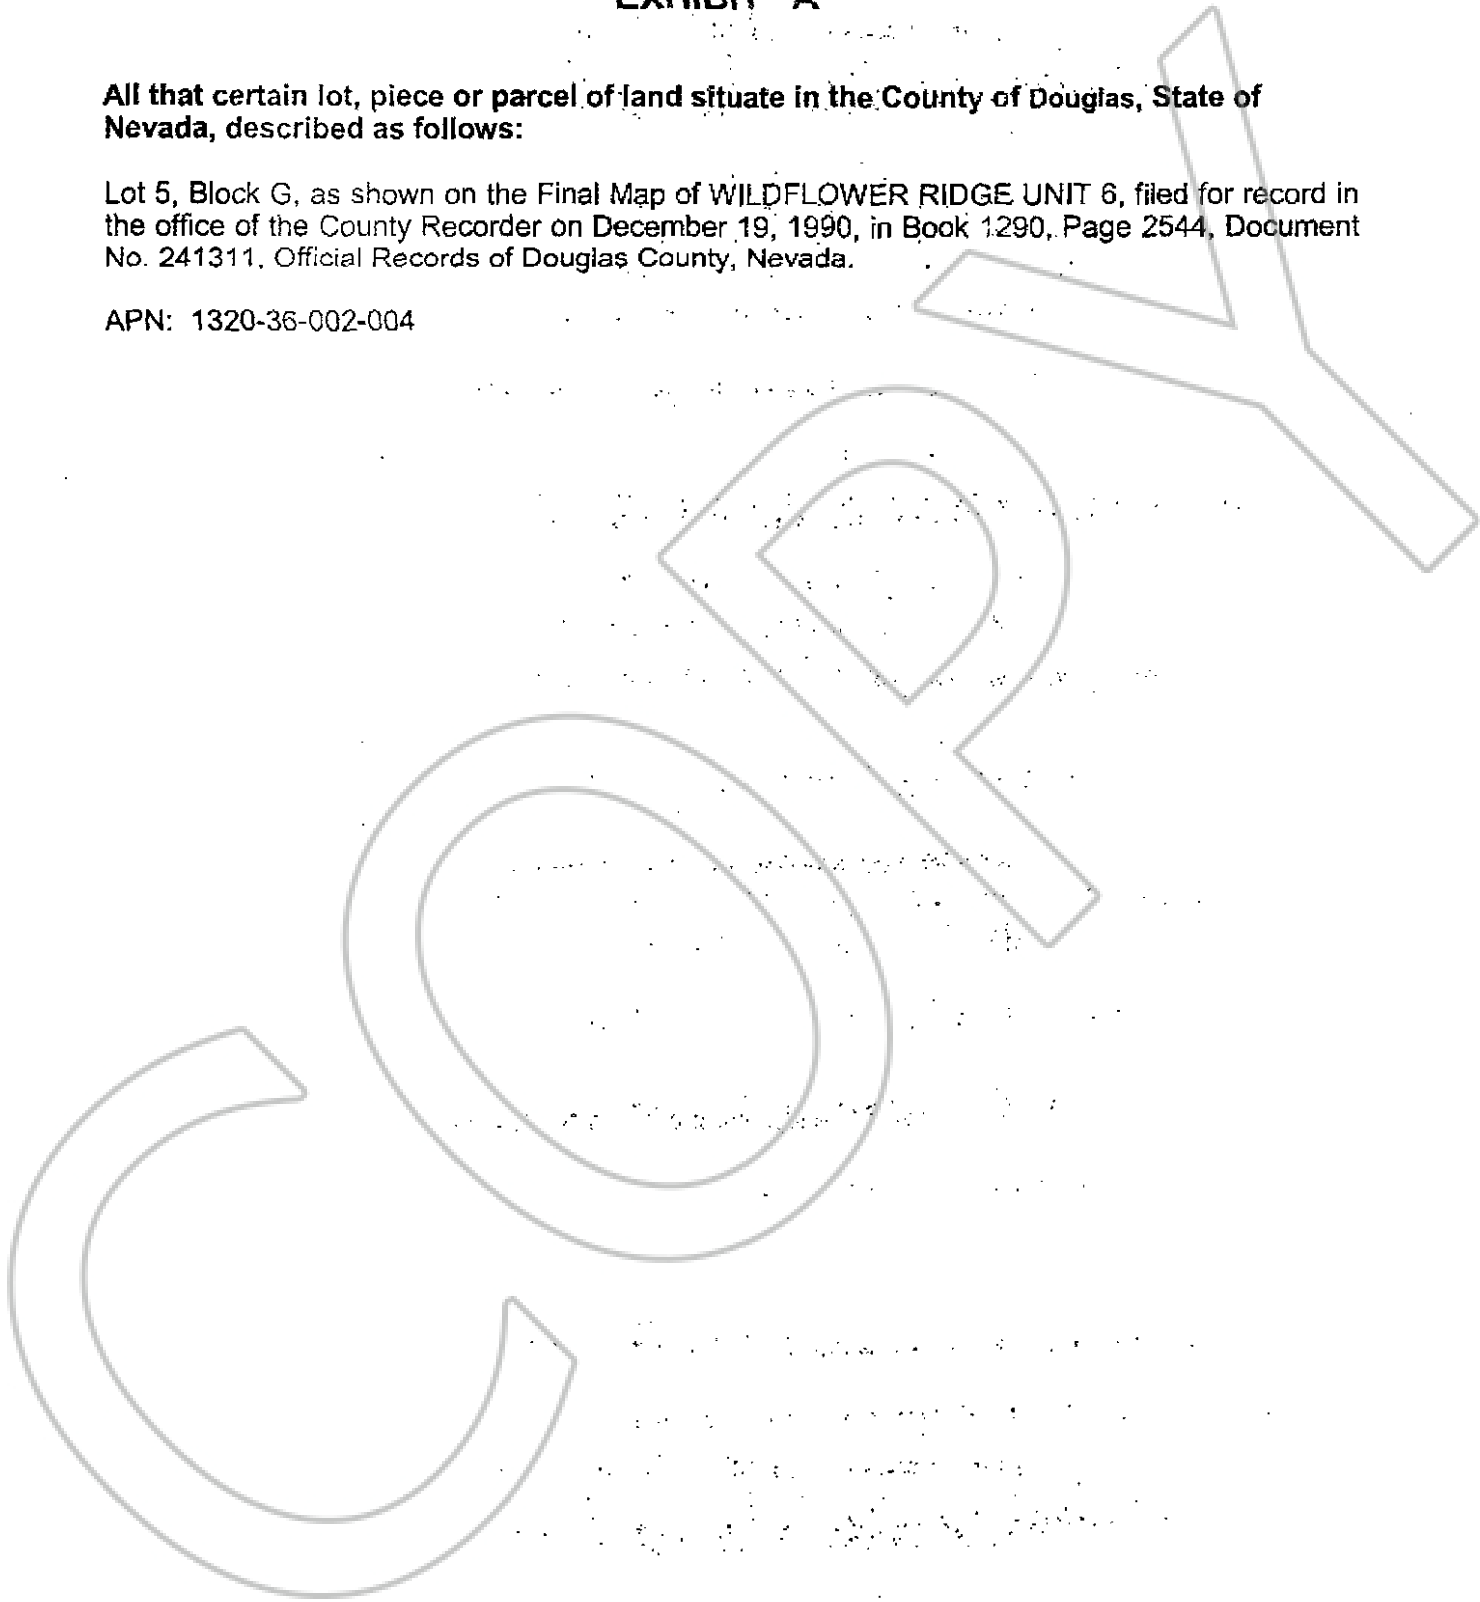 EXHIBIT "A"
All that certain lot, piece or parcel of land situate in the County of Douglas, State of
Nevada, described as follows:
Lot 5, Block G, as shown on the Final Map of WILDFLOWER RIDGE UNIT 6, filed for record in
the office of the County Recorder on December 19, 1990, in Book 1290, Page 2544, Document
No. 241311, Official Records of Douglas County, Nevada.
APN: 1320-36-002-004
COPY